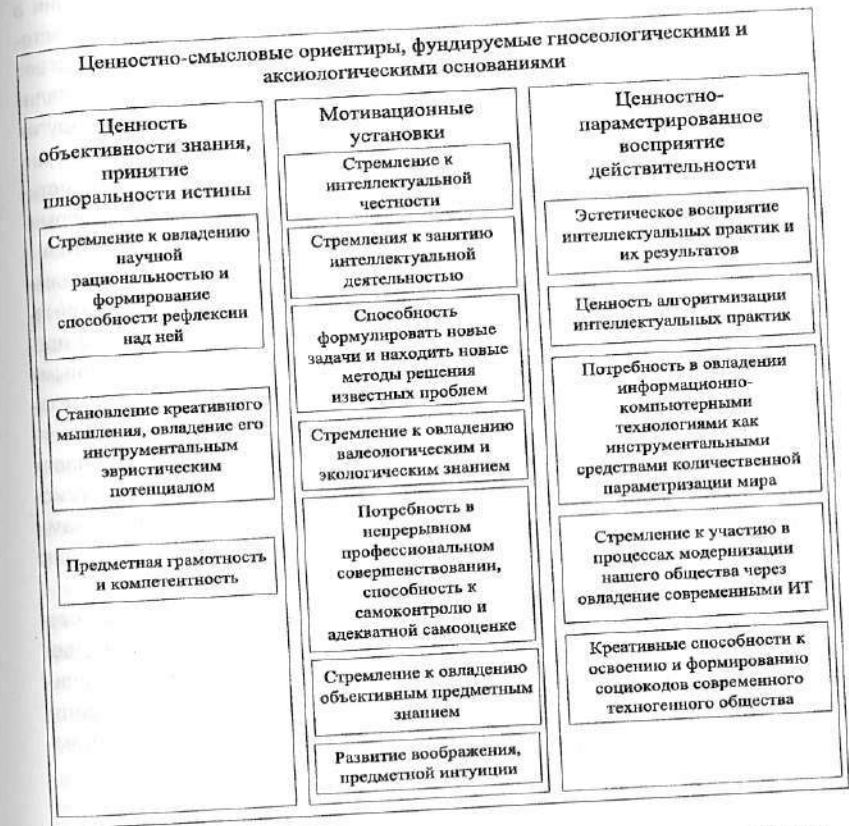 Ценностно-смысловые ориентиры, фундируемые гносеологическими и
аксиологическими основаниями
Ценность
объективности знания,
принятие
плюральности истины
Стремление к овладению
научной
рациональностью и
формирование
способности рефлексии
над ней
Становление креативного
мышления, овладение его
инструментальным
эвристическим
потенциалом
Предметная грамотность
и компетентность
Мотивационные
установки
Стремление к
интеллектуальной
честности
Стремления к занятию
интеллектуальной
деятельностью
Способность
формулировать новые
задачи и находить новые
методы решения
известных проблем
Стремление к овладению
валеологическим и
экологическим знанием
Потребность в
непрерывном
профессиональном
совершенствовании,
способность к
самоконтролю и
адекватной самооценке
Стремление к овладению
объективным предметным
знанием
Развитие воображения,
предметной интуиции
Ценностно-
параметрированное
восприятие
действительности
Эстетическое восприятие
интеллектуальных практик и
их результатов
Ценность алгоритмизации
интеллектуальных практик
Потребность в овладении
информационно-
компьютерными
технологиями как
инструментальными
средствами количественной
параметризации мира
Стремление к участию в
процессах модернизации
нашего общества через
овладение современными ИТ
Креативные способности к
освоению и формированию
социокодов современного
техногенного общества